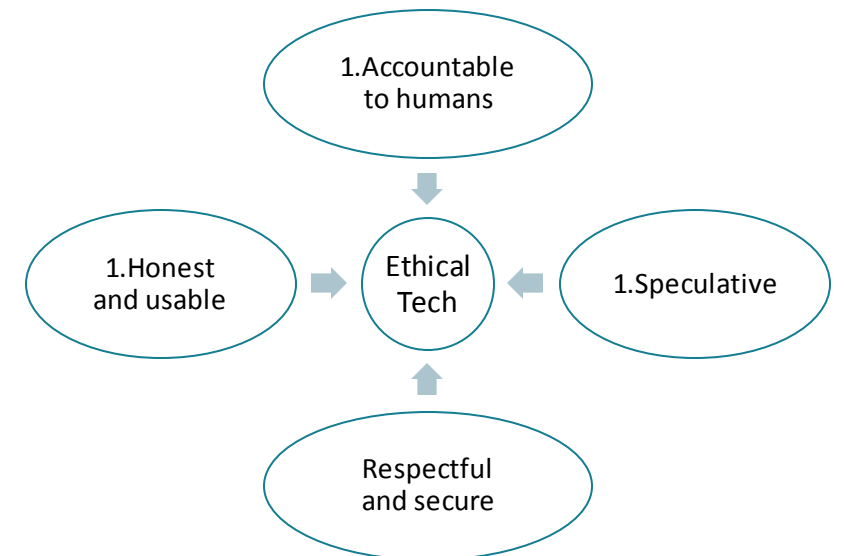 1.Accountable
to humans
1.Honest
and usable
Ethical
Tech
1.Speculative
Respectful
and secure